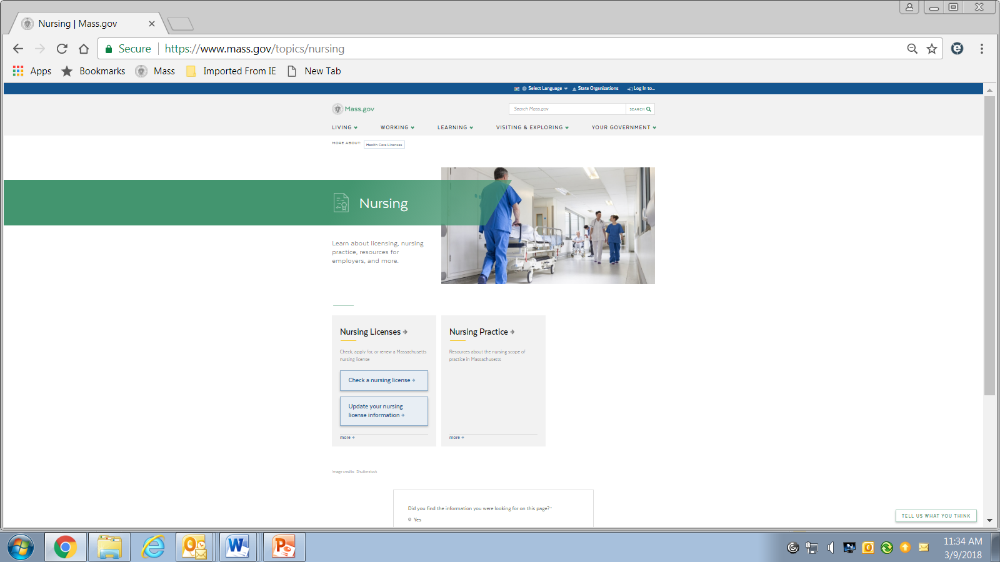 Nursing | Mass.gov
Secure https://www.mass.gov/topics/nursing
Apps Bookmarks Mass Imported From IE New Tab
Select Language State Organizations Log In to...
Mass.gov
Search Mass.gov SEARCH
LIVING WORKING LEARNING VISITING & EXPLORING YOUR GOVERNMENT
MORE ABOUT: Health Care Licenses
Nursing
Learn about licensing, nursing
practice, resources for
employers, and more.
Nursing Licenses
Check, apply for, or renew a Massachusetts
nursing license
Check a nursing license
Update your nursing
license information
more
Nursing Practice
Resources about the nursing scope of
practice in Massachusetts
more
image credits: Shutterstock
Did you find the information you were looking for on this page?*
Yes
TELL US WHAT YOU THINK
11:34 AM
3/9/2018